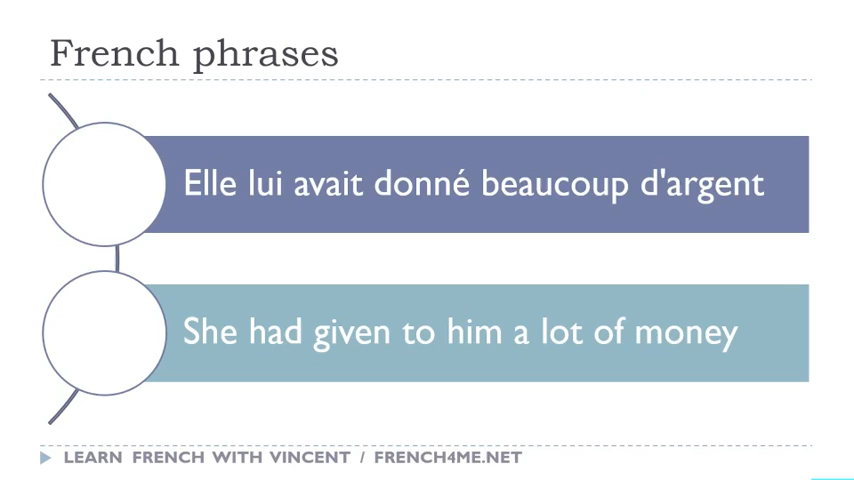 French phrases
Elle lui avait donné beaucoup d'argent
She had given to him a lot of money
LEARN FRENCH WITH VINCENT / FRENCH4ME.NET